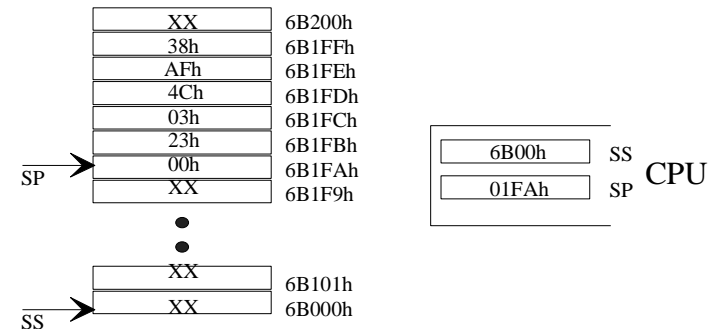 XX 6B200h
38h 6B1FFh
AFh 6B1FEh
4Ch 6B1FDh
03h 6B1FCh
23h 6B1FBh
SP 00h 6B1FAh
XX 6B1F9h
XX 6B101h
SS XX 6B000h
6B00h SS
01FAh SP
CPU